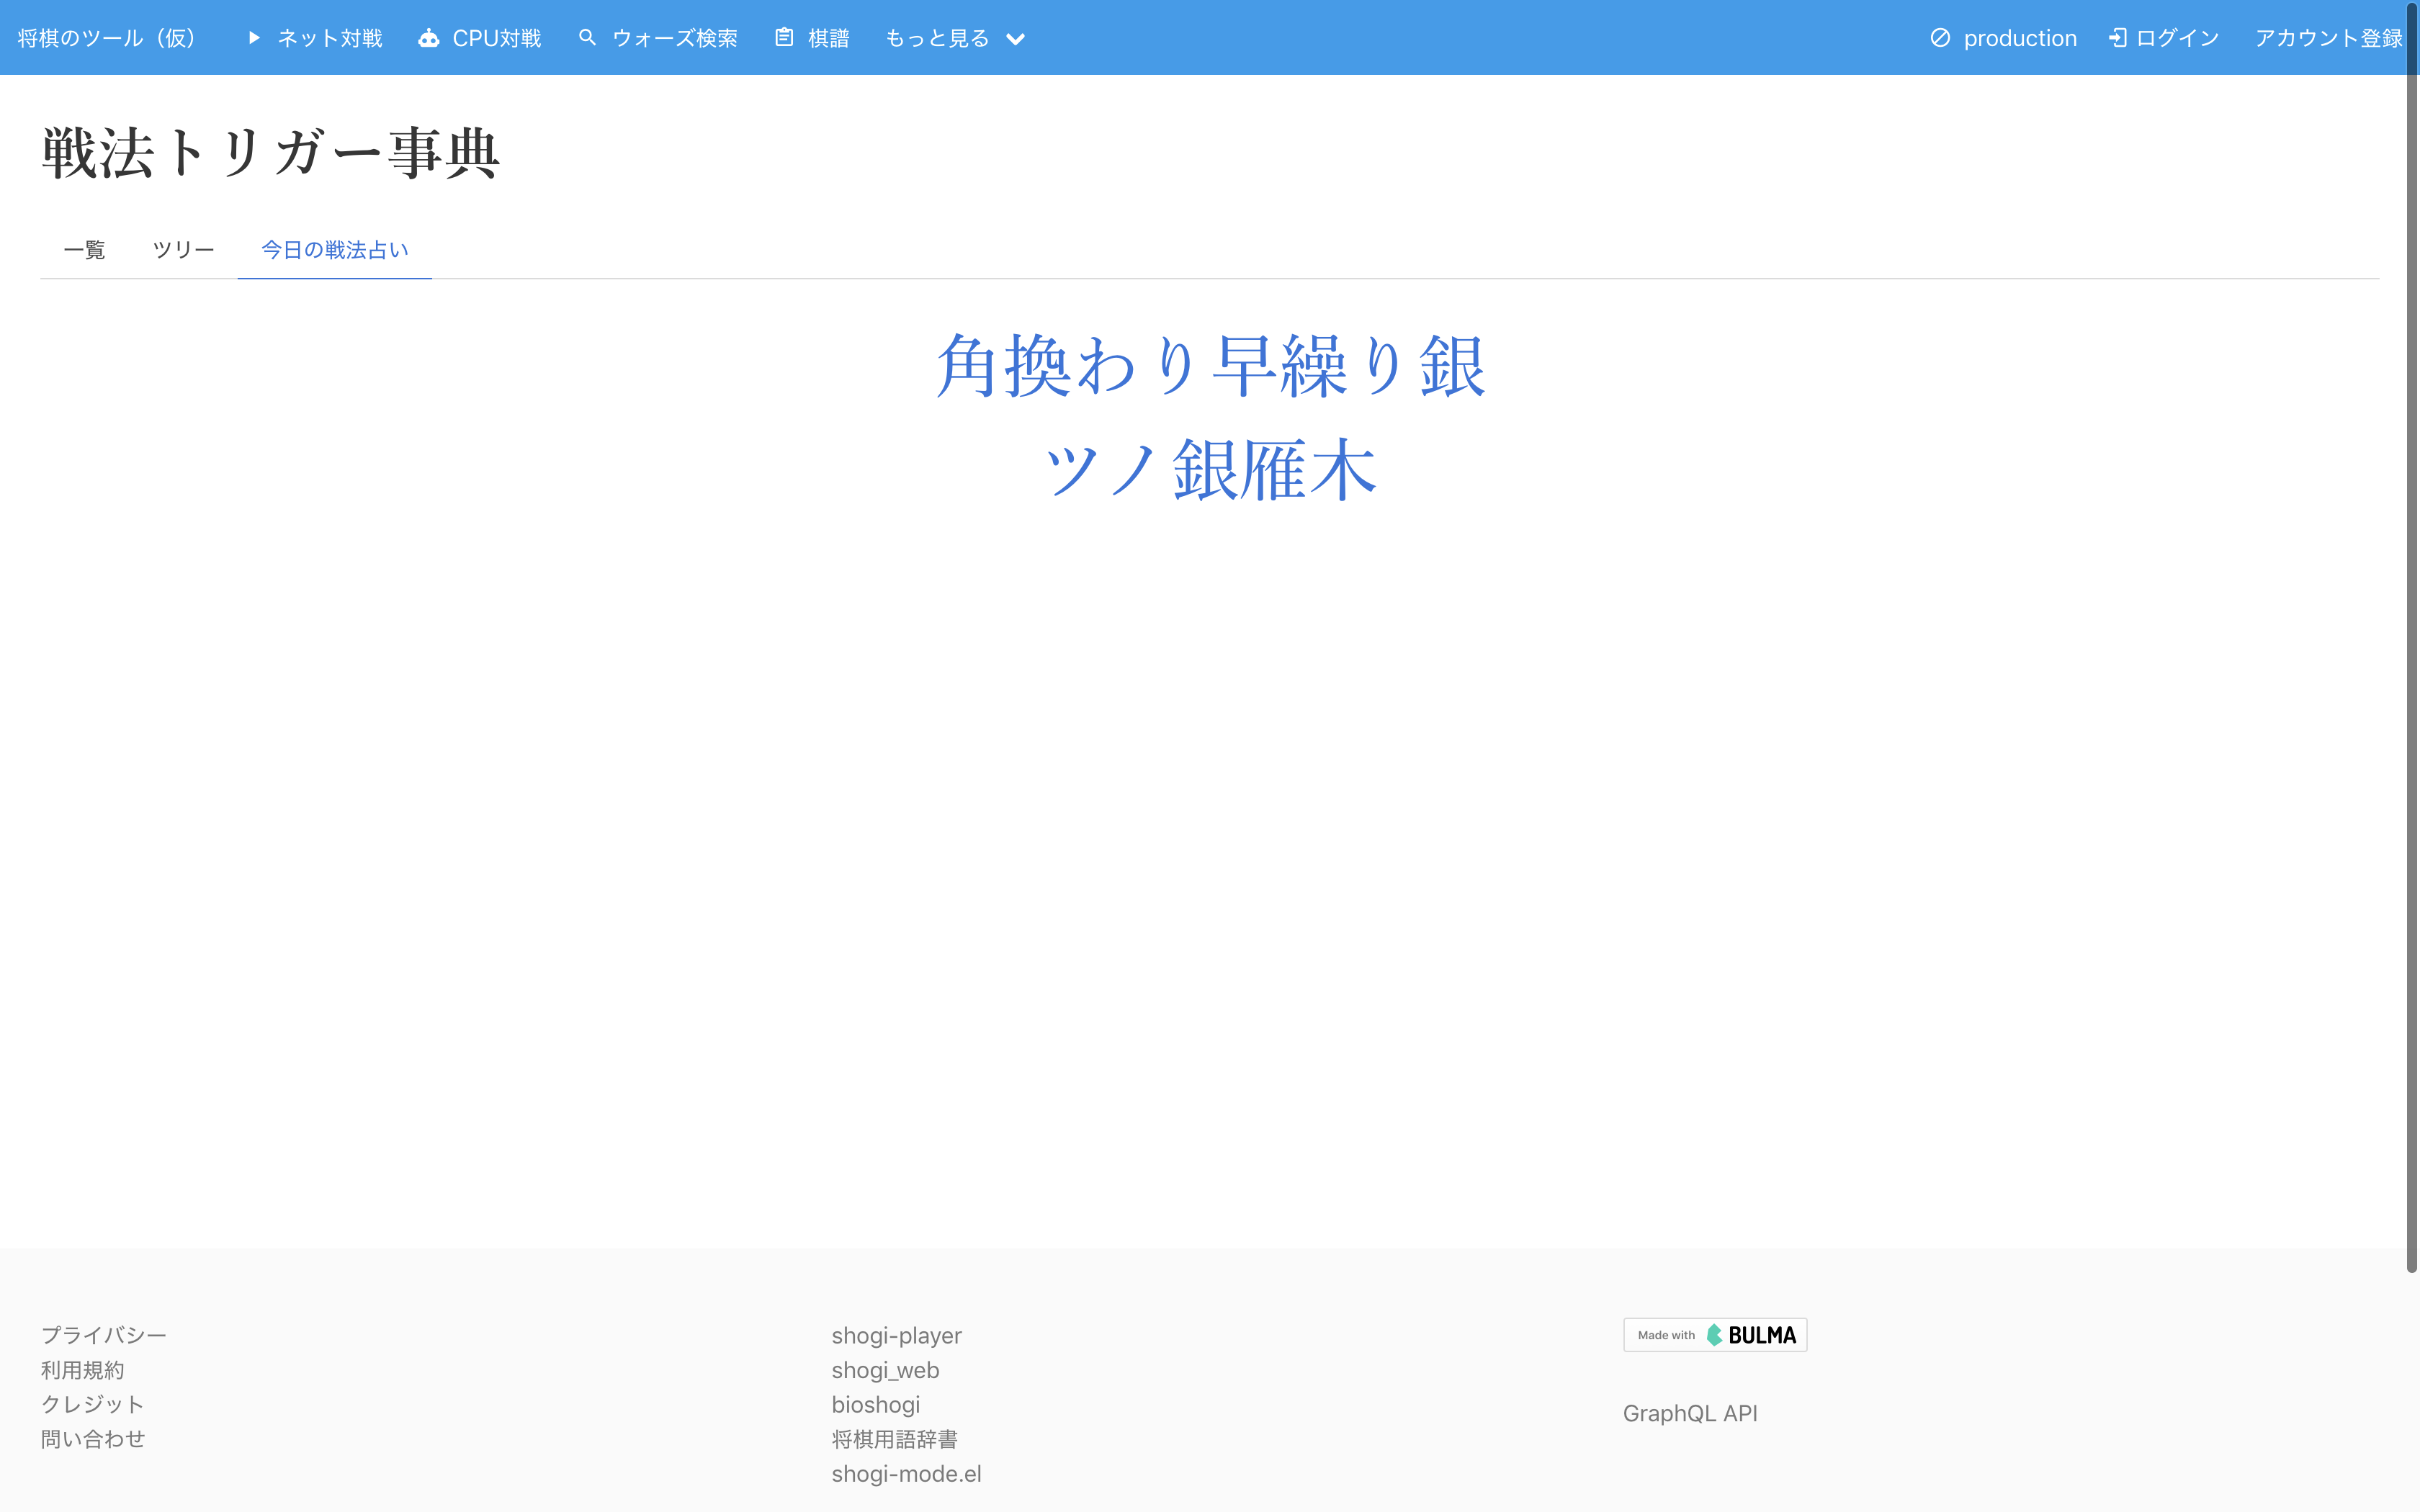 将棋のツール（仮） ネット対戦 CPU対戦 ウォーズ検索 棋譜 もっと見る production ログイン アカウント登録
戦法トリガー事典
一覧 ツリー 今日の戦法占い
角換わり早繰り銀
ツノ銀雁木
プライバシー
利用規約
クレジット
問い合わせ
shogi-player
shogi_web
bioshogi
将棋用語辞書
shogi-mode.el
Made with BULMA
GraphQL API